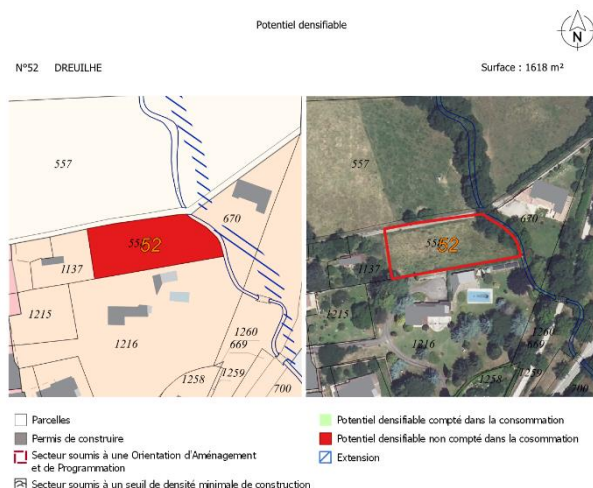 Potentiel densifiable
N
N°52 DREUILHE
Surface : 1618 m²
557
670
52
1137
1215
1216
1260
669
1258
1259
700
557
670
52
1137
1215
1216
1260
669
1258
1259
700
Parcelles
Permis de construire
Secteur soumis à une Orientation d'Aménagement
et de Programmation
Secteur soumis à un seuil de densité minimale de construction
Potentiel densifiable compté dans la consommation
Potentiel densifiable non compté dans la cosommation
Extension